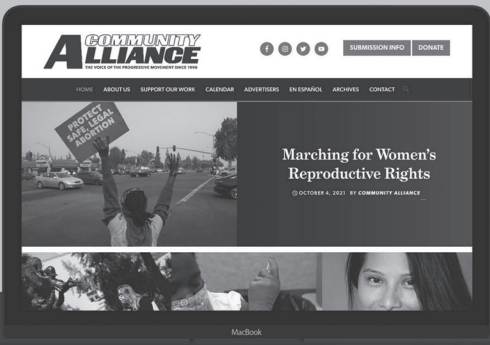 COMMUNITY
ALLIANCE
THE VOICE OF THE PROGRESSIVE MOVEMENT SINCE 1996
SUBMISSION INFO DONATE
HOME ABOUT US SUPPORT OUR WORK CALENDAR ADVERTISERS EN ESPAÑOL ARCHIVES CONTACT
PROTECT
SAFE, LEGAL
ABORTION
Marching for Women's
Reproductive Rights
OCTOBER 4, 2021 BY COMMUNITY ALLIANCE
MacBook